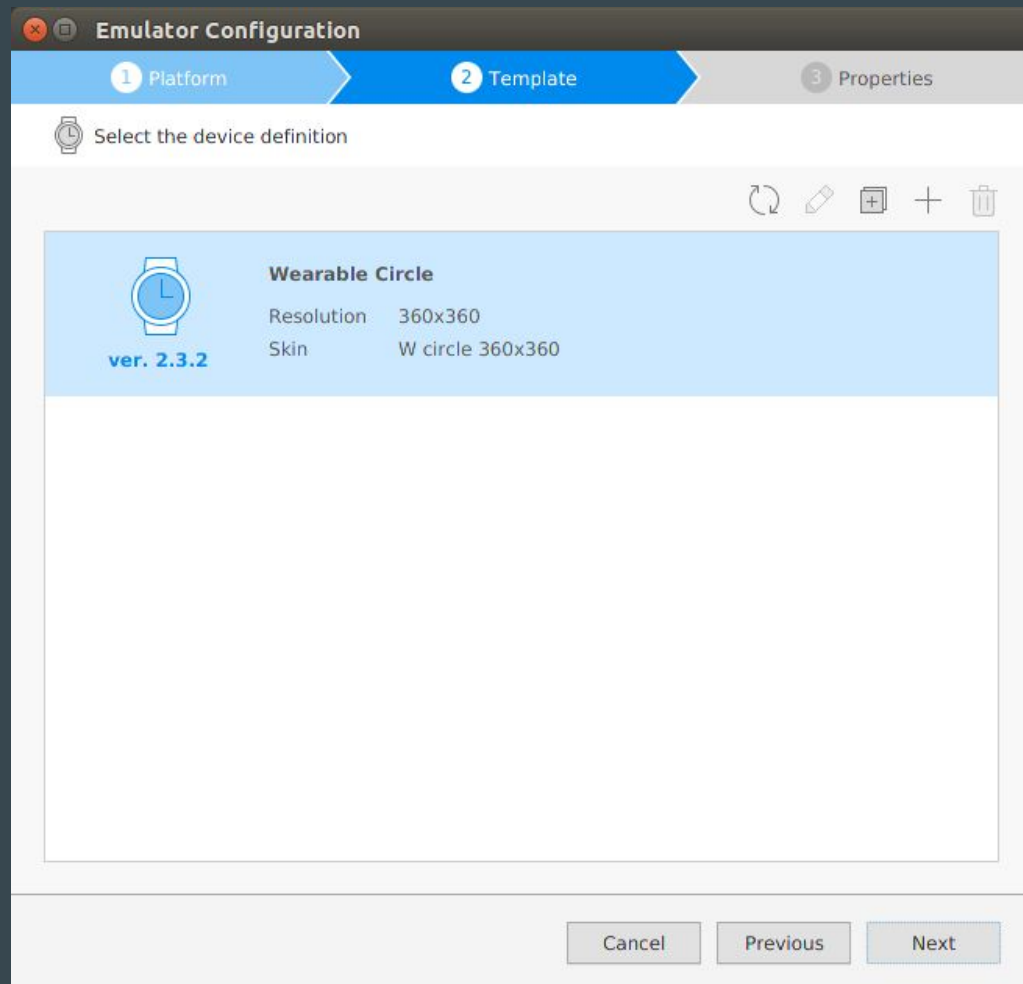 Emulator Configuration
1 Platform
2 Template
3 Properties
Select the device definition
Wearable Circle
Resolution 360x360
Skin W circle 360x360
ver. 2.3.2
Cancel Previous Next